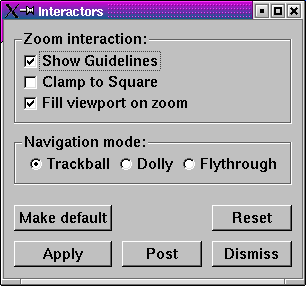 Interactors
Zoom interaction:
Show Guidelines
Clamp to Square
Fill viewport on zoom
Navigation mode:
Trackball Dolly Flythrough
Make default Reset
Apply Post Dismiss